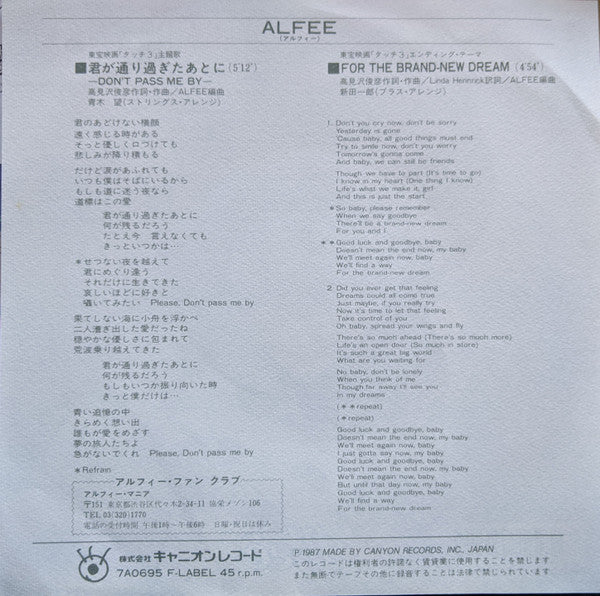 ALFEE
(アルフィー)
東宝映画「タッチ3」主題歌
■君が通り過ぎたあとに(5'12")
—DON'T PASS ME BY—
高見沢俊彦作詞・作曲／ALFEE編曲
青木 望(ストリングス・アレンジ)
君のあどけない横顔
遠く感じる時がある
そっと優しく口づけても
悲しみが降り積もる
だけど涙があふれても
いつも僕はそばにいるから
もしも道に迷う夜なら
道標はこの愛
君が通り過ぎたあとに
何が残るだろう
たとえ今 言えなくても
きっといつかは…
＊せつない夜を越えて
君にめぐり逢う
それだけに生きてきた
哀しいほどに好きと
囁いてみたい Please, Don't pass me by
果てしない海に小舟を浮かべ
二人漕ぎ出した愛だったね
穏やかな優しさに包まれて
荒波乗り越えてきた
君が通り過ぎたあとに
何が残るだろう
もしもいつか振り向いた時
きっと僕だけは…
青い追憶の中
きらめく想い出
誰もが愛をめざす
夢の旅人たちよ
急がないでくれ Please, Don't pass me by
＊Refrain
アルフィー・ファン クラブ
アルフィー・マニア
〒151 東京都渋谷区代々木2-34-11 協栄メゾン106
TEL 03(320)1770
電話の受付時間 午後1時〜午後6時 日曜・祝日は休み
東宝映画「タッチ3」エンディング・テーマ
■FOR THE BRAND-NEW DREAM (4'54")
高見沢俊彦作詞・作曲／Linda Hennrick訳詞／ALFEE編曲
新田一郎(ブラス・アレンジ)
1. Don't you cry now, don't be sorry
Yesterday is gone
'Cause baby, all good things must end
Try to smile now, don't you worry
Tomorrow's gonna come
And baby, we can still be friends
Though we have to part (It's time to go)
I know in my heart (One thing I know)
Life's what we make it, girl
And this is just the start
＊So baby, please remember
When we say goodbye
There'll be a brand-new dream
For you and I
＊＊Good luck and goodbye, baby
Doesn't mean the end now, my baby
We'll meet again now, baby
We'll find a way
For the brand-new dream
2. Did you ever get that feeling
Dreams could all come true
Just maybe, if you really try
Now it's time to let that feeling
Take control of you
Oh baby, spread your wings and fly
There's so much ahead (There's so much more)
Life's an open door (So much in store)
It's such a great big world
What are you waiting for
No baby, don't be lonely
When you think of me
Though far away I'll see you
In my dreams
(＊＊repeat)
(＊repeat)
Good luck and goodbye, baby
Doesn't mean the end now, my baby
We'll meet again now, baby
I just gotta say now, my baby
Good luck and goodbye, baby
Doesn't mean the end now, my baby
We'll meet again now, baby
But until that day now, my baby
Good luck and goodbye, baby
We'll find a way
For the brand-new dream
株式会社キャニオンレコード
7A0695 F-LABEL 45 r.p.m.
Ⓟ1987 MADE BY CANYON RECORDS, INC., JAPAN
このレコードは権利者の許諾なく賃貸業に使用することを禁じます
また無断でテープその他に録音することは法律で禁じられています。